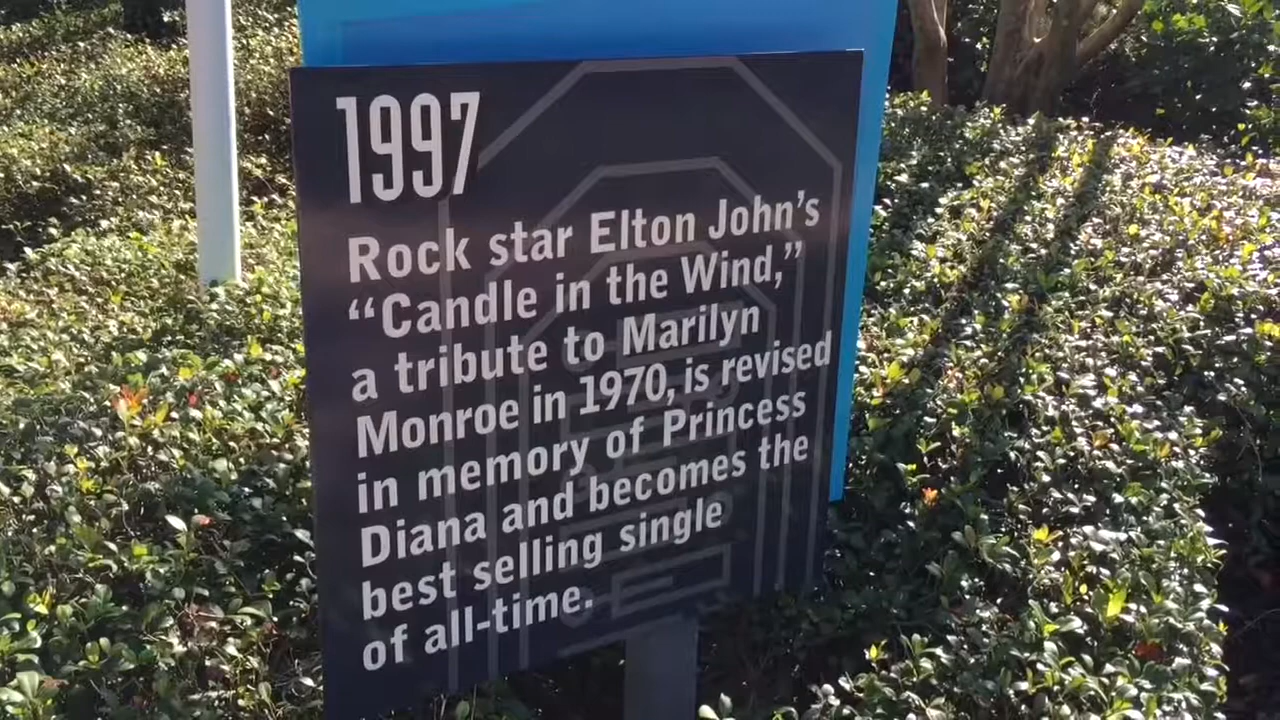 1997
Rock star Elton John’s
“Candle in the Wind,”
a tribute to Marilyn
Monroe in 1970, is revised
in memory of Princess
Diana and becomes the
best selling single
of all-time.